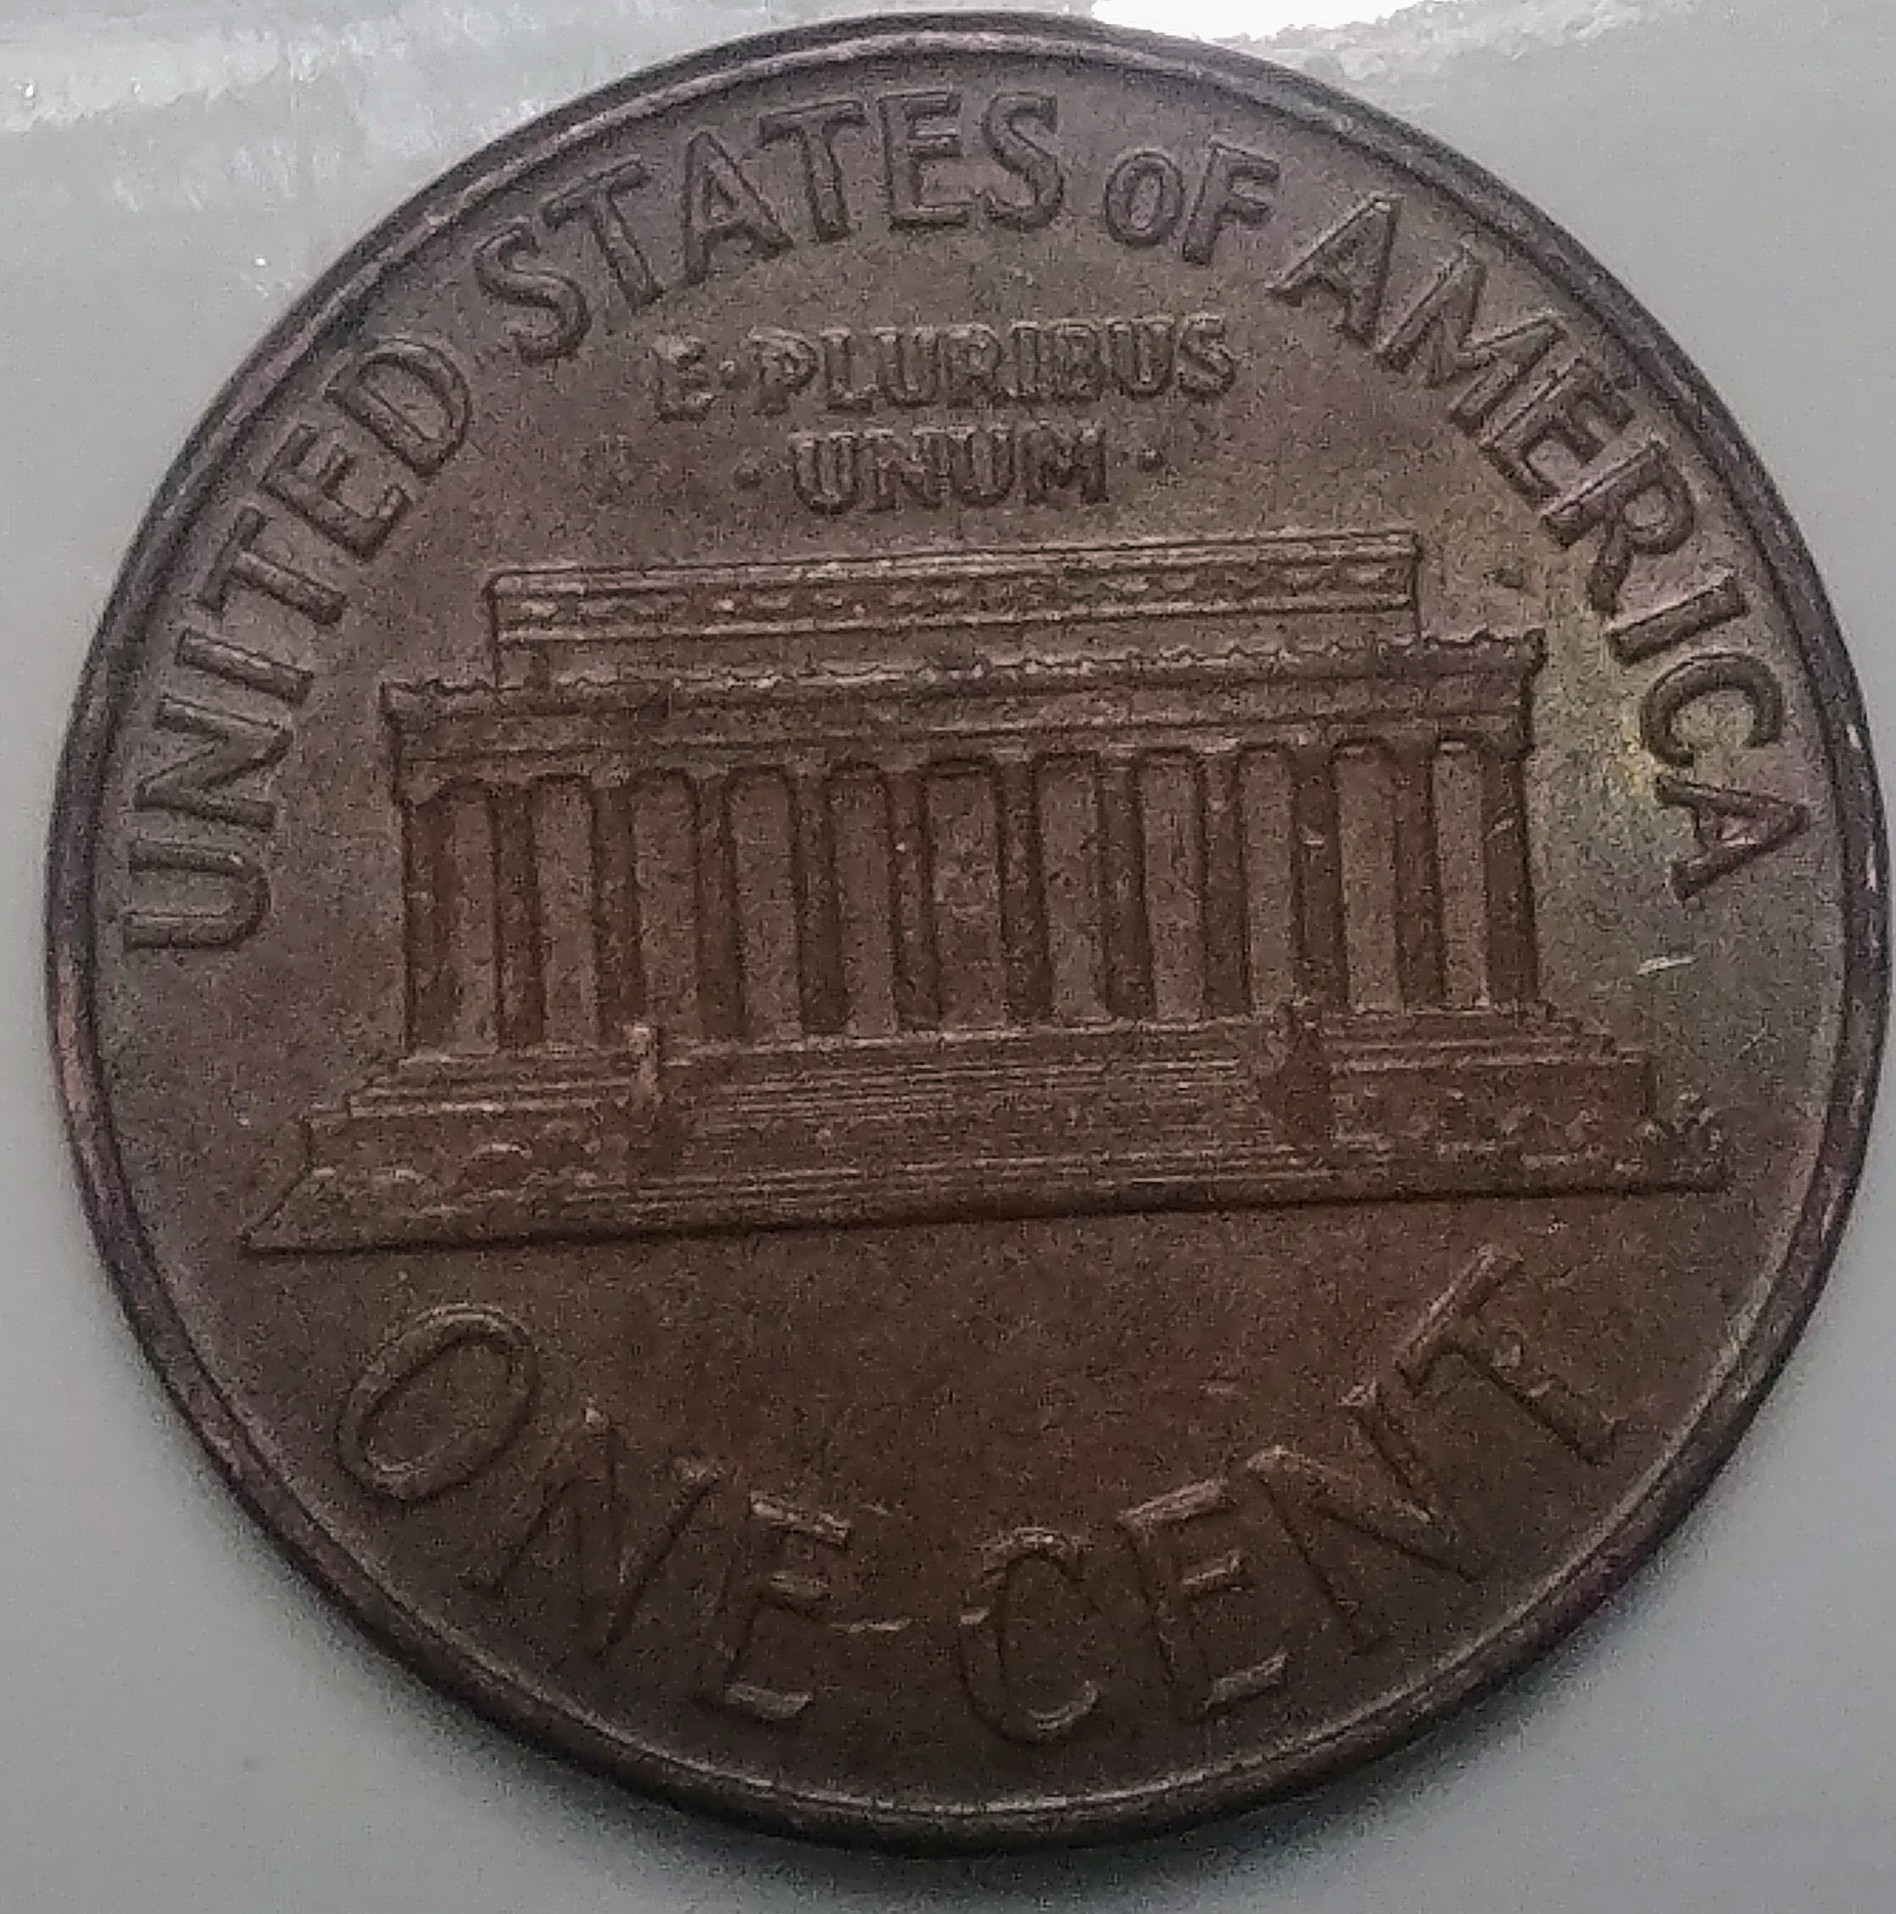 UNITED STATES OF AMERICA
E·PLURIBUS
·UNUM·
ONE CENT